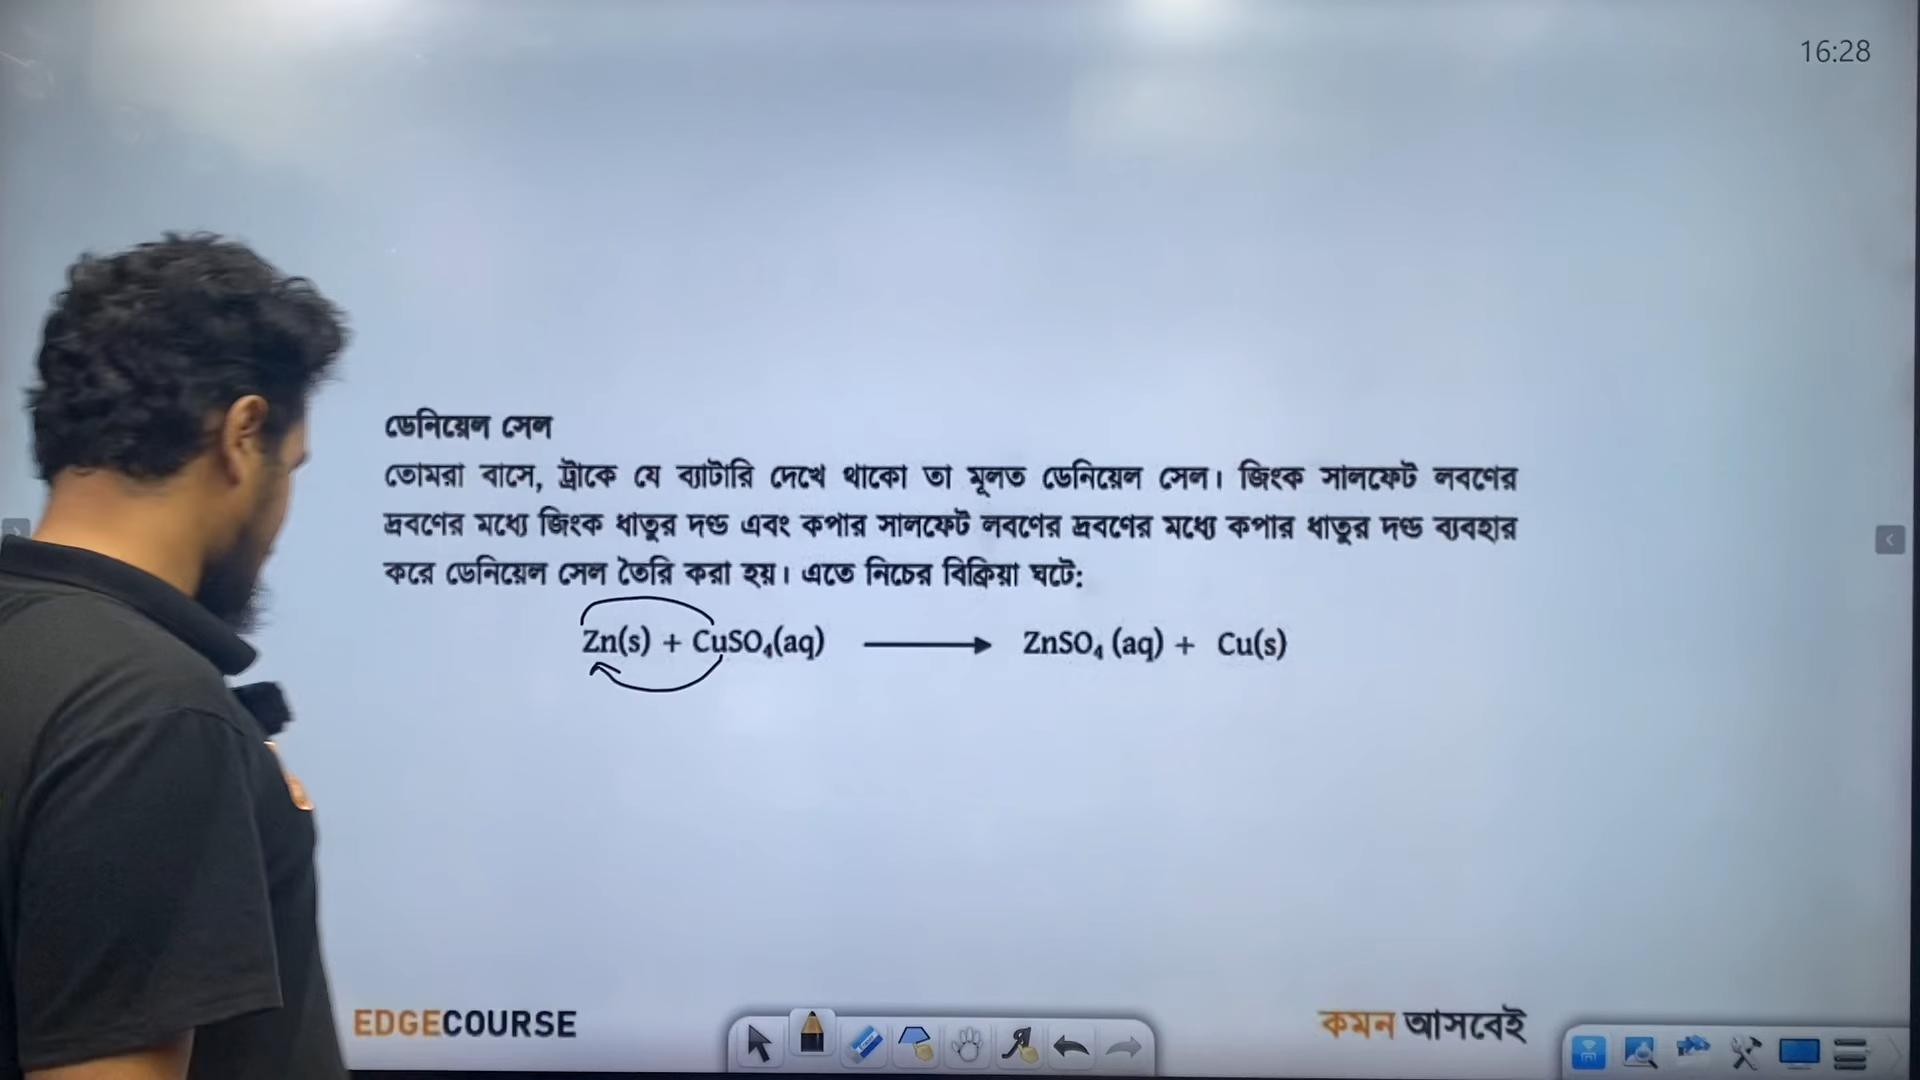 16:28
ডেনিয়েল সেল
তোমরা বাসে, ট্রাকে যে ব্যাটারি দেখে থাকো তা মূলত ডেনিয়েল সেল। জিংক সালফেট লবণের
দ্রবণের মধ্যে জিংক ধাতুর দণ্ড এবং কপার সালফেট লবণের দ্রবণের মধ্যে কপার ধাতুর দণ্ড ব্যবহার
করে ডেনিয়েল সেল তৈরি করা হয়। এতে নিচের বিক্রিয়া ঘটে:
Zn(s) + CuSO₄(aq) ⟶ ZnSO₄ (aq) + Cu(s)
EDGECOURSE
কমন আসবেই